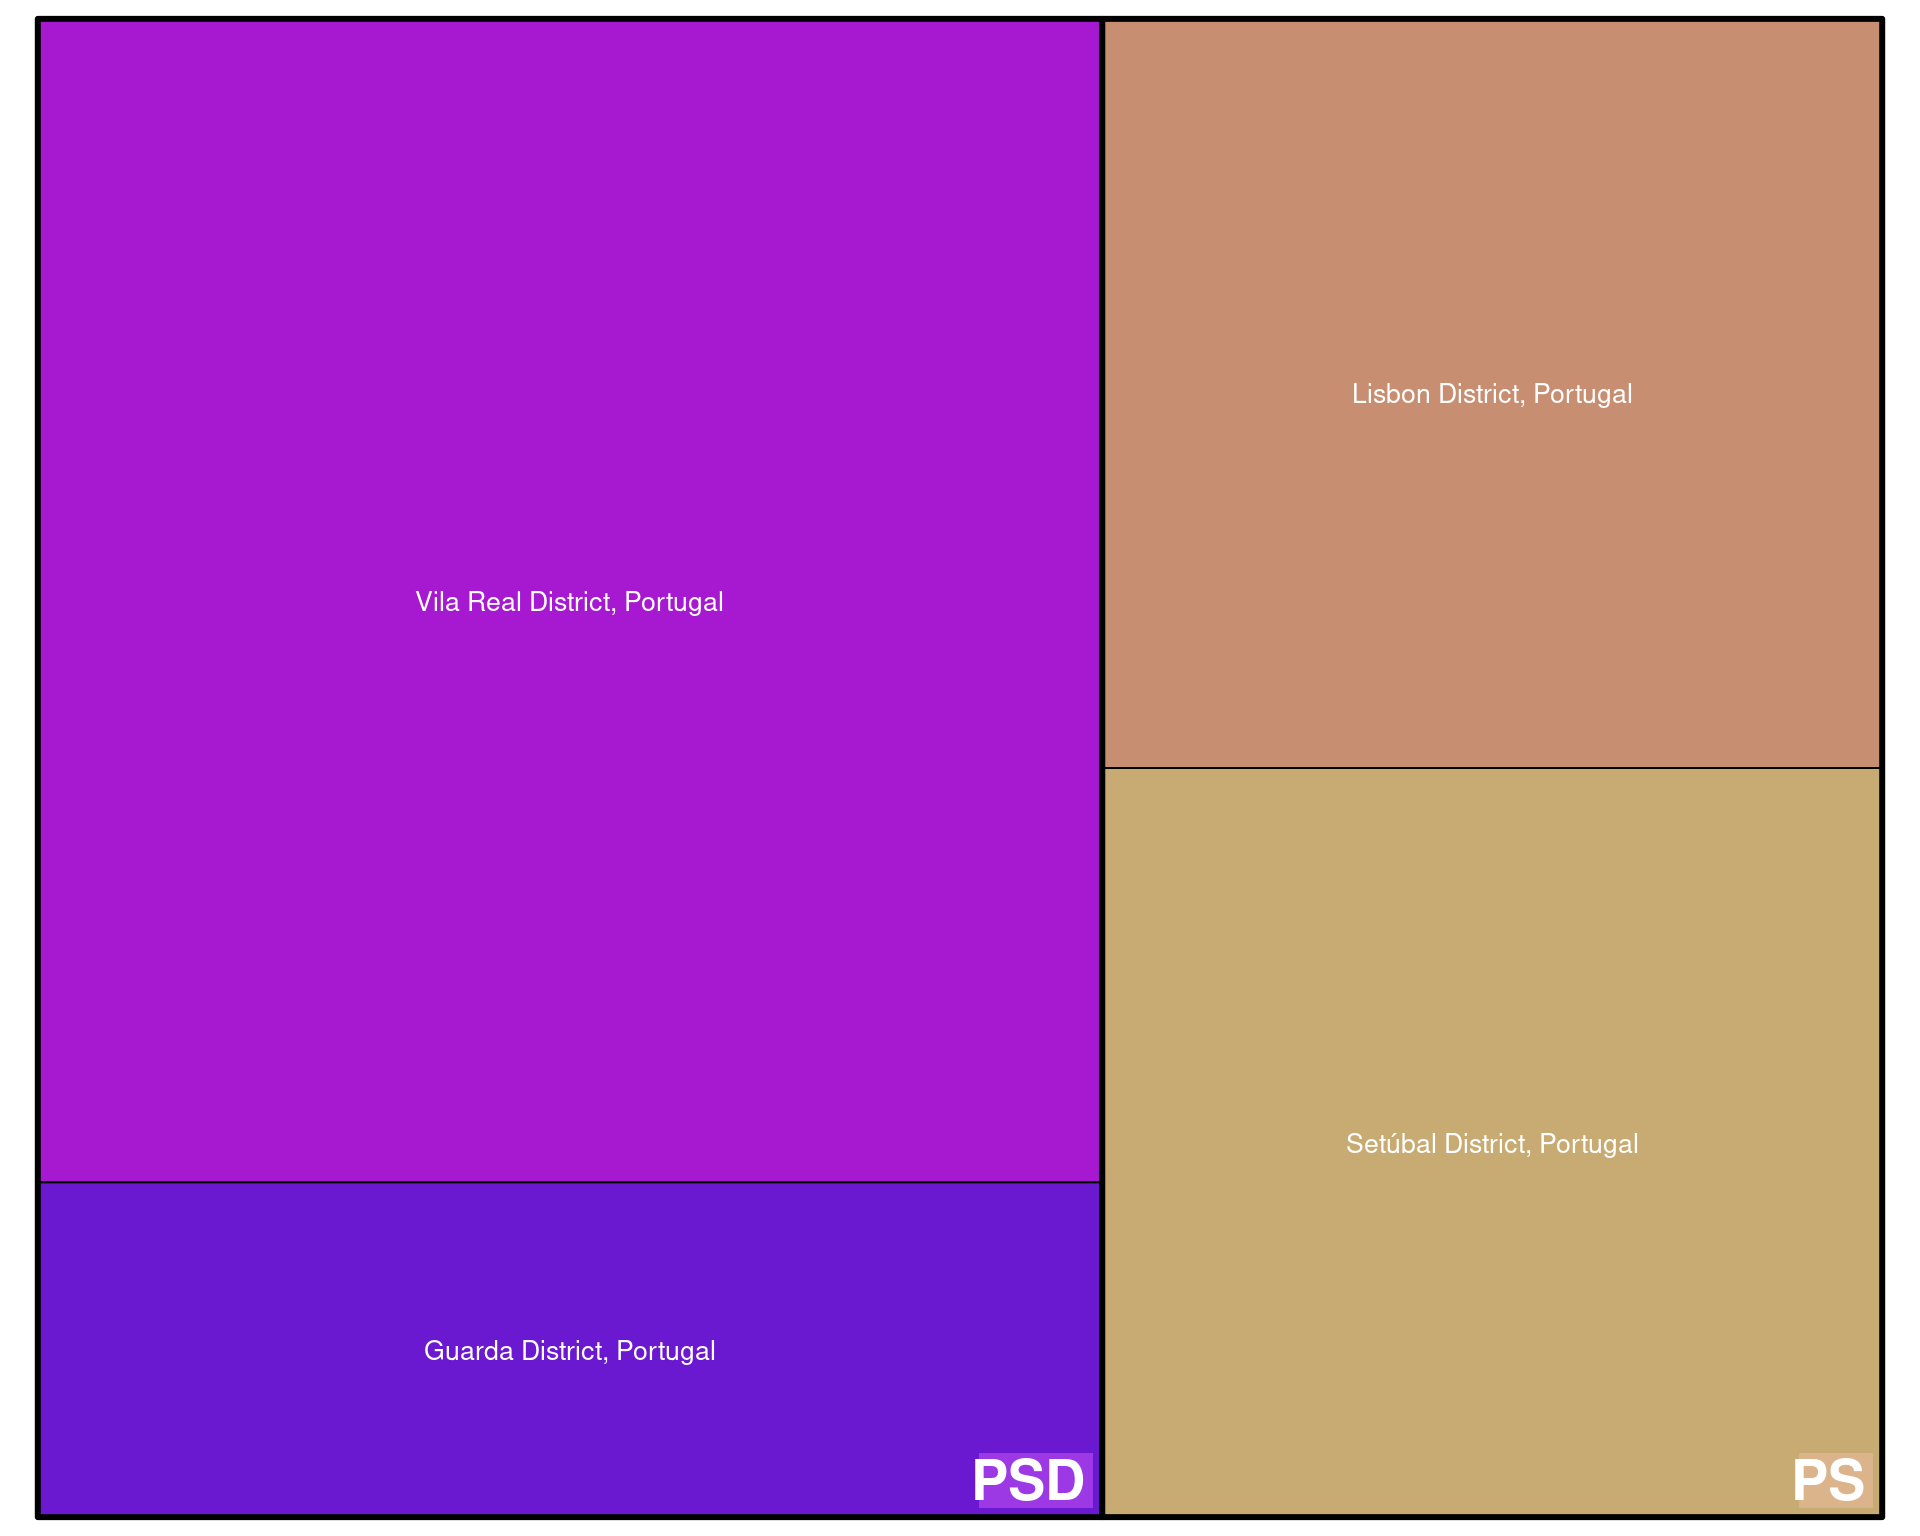 Vila Real District, Portugal
Guarda District, Portugal
PSD
Lisbon District, Portugal
Setúbal District, Portugal
PS